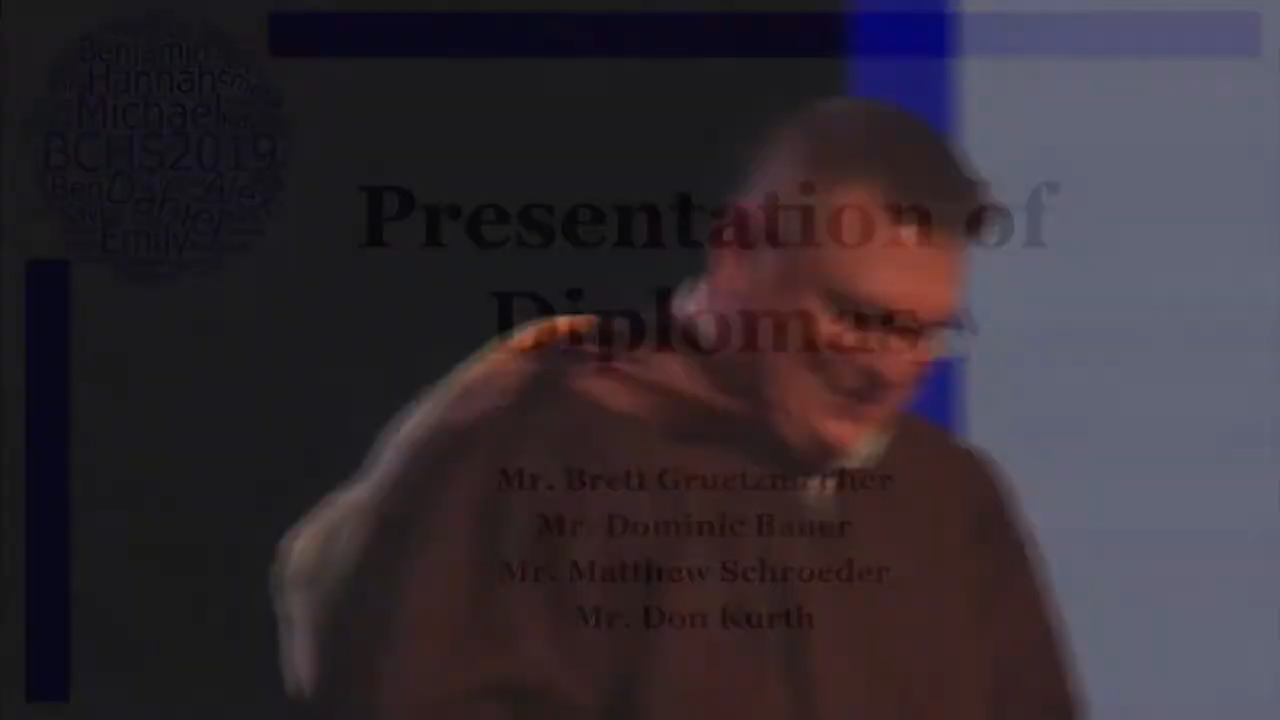 Benjamin
Hannah
Michael
BCHS2019
Ben
Emily
Presentation of
Diplomas
Mr. Brett Gruetzmacher
Mr. Dominic Bauer
Mr. Matthew Schroeder
Mr. Don Kurth